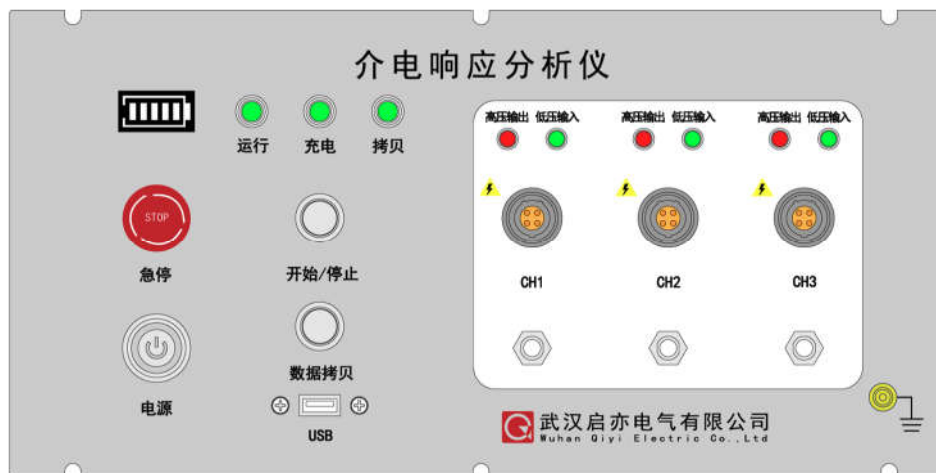 介电响应分析仪
运行 充电 拷贝
高压输出 低压输入 高压输出 低压输入 高压输出 低压输入
STOP
急停 开始/停止
CH1 CH2 CH3
数据拷贝
电源
USB
武汉启亦电气有限公司
Wuhan Qiyi Electric Co.,Ltd